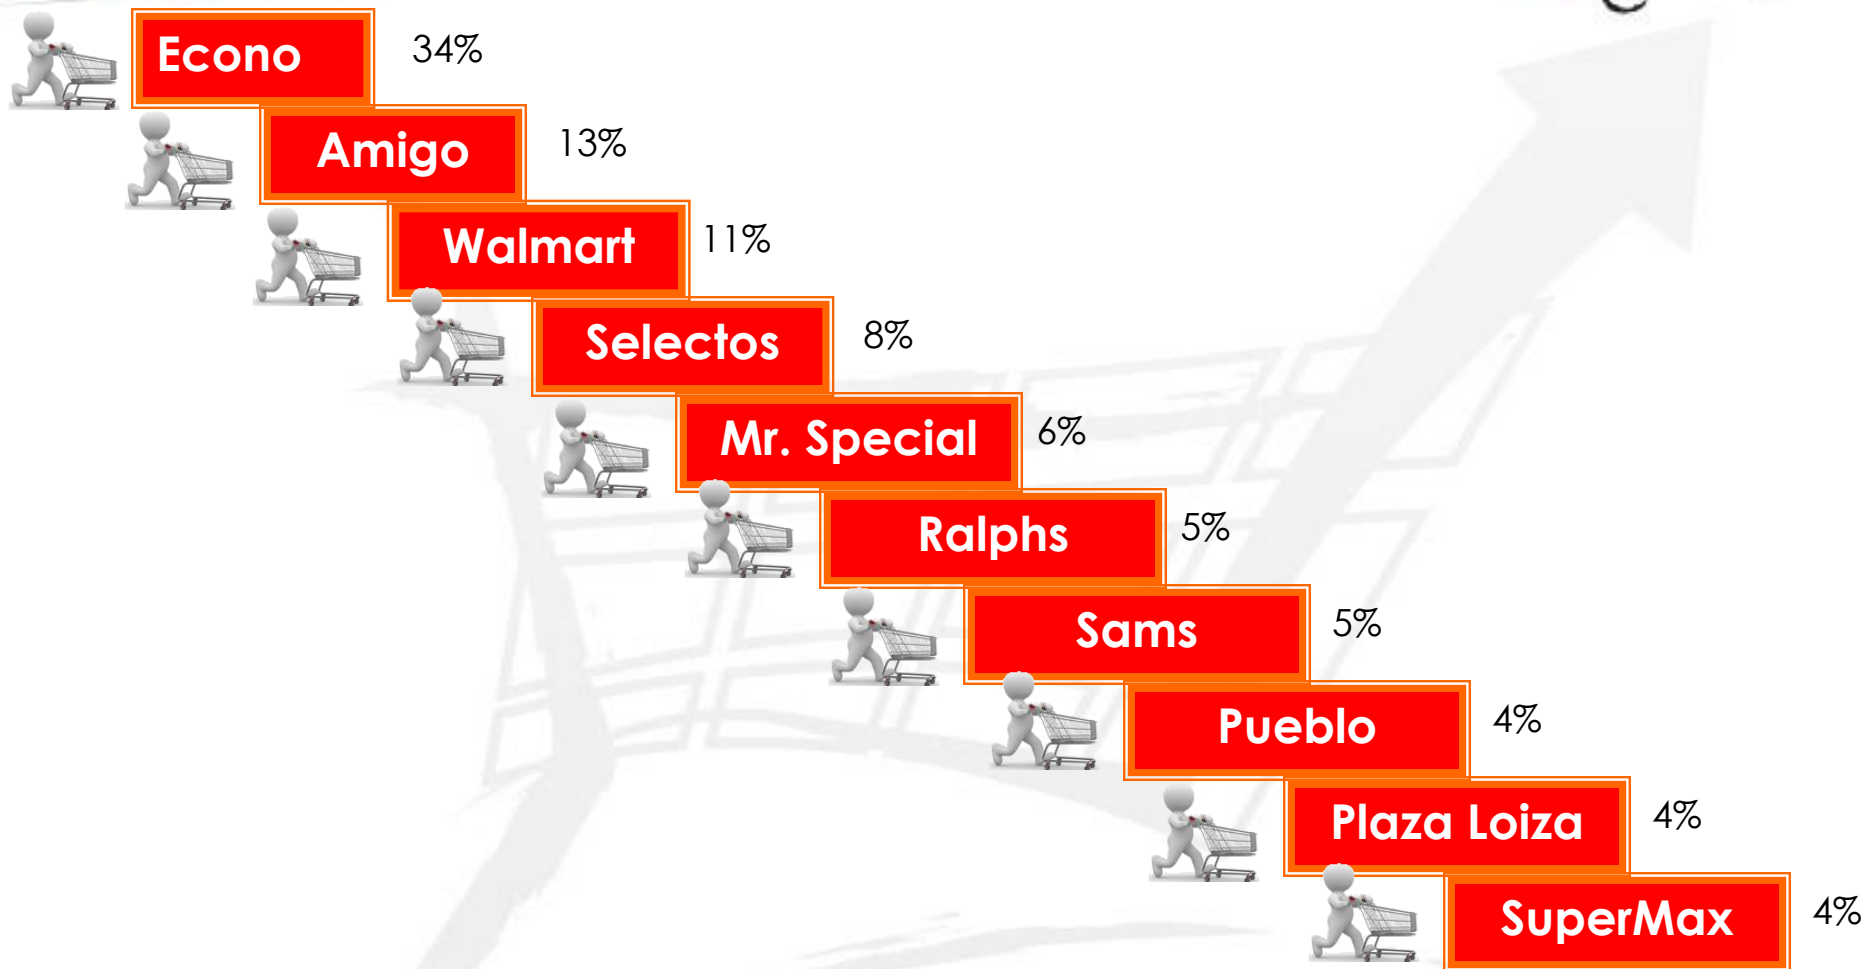 Econo 34%
Amigo 13%
Walmart 11%
Selectos 8%
Mr. Special 6%
Ralphs 5%
Sams 5%
Pueblo 4%
Plaza Loiza 4%
SuperMax 4%